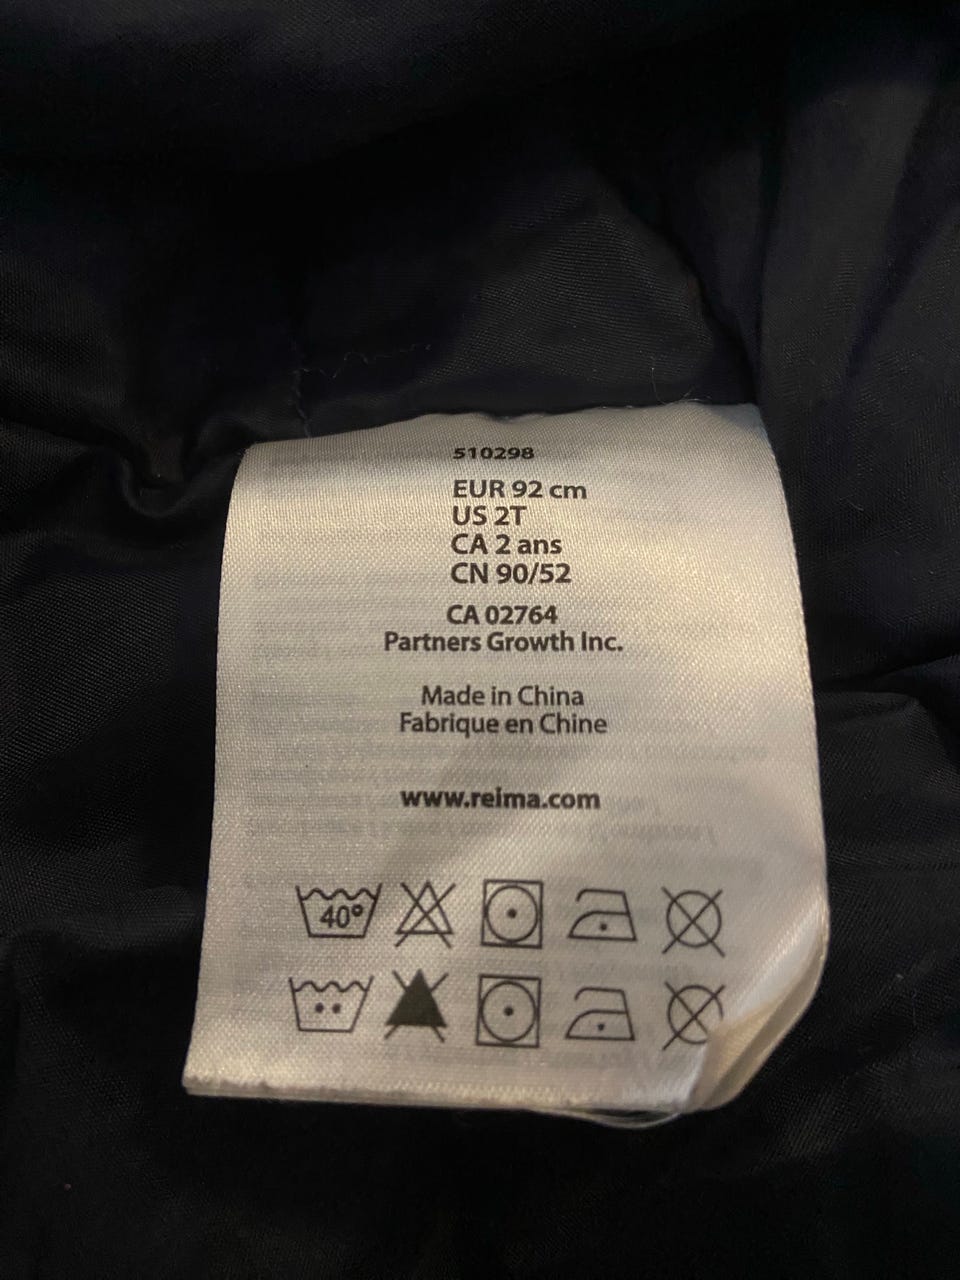 510298
EUR 92 cm
US 2T
CA 2 ans
CN 90/52
CA 02764
Partners Growth Inc.
Made in China
Fabrique en Chine
www.reima.com
40°